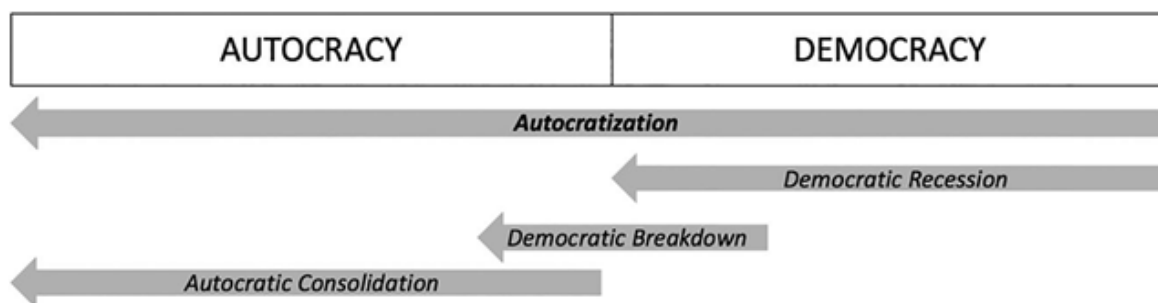 AUTOCRACY
DEMOCRACY
Autocratization
Democratic Recession
Democratic Breakdown
Autocratic Consolidation